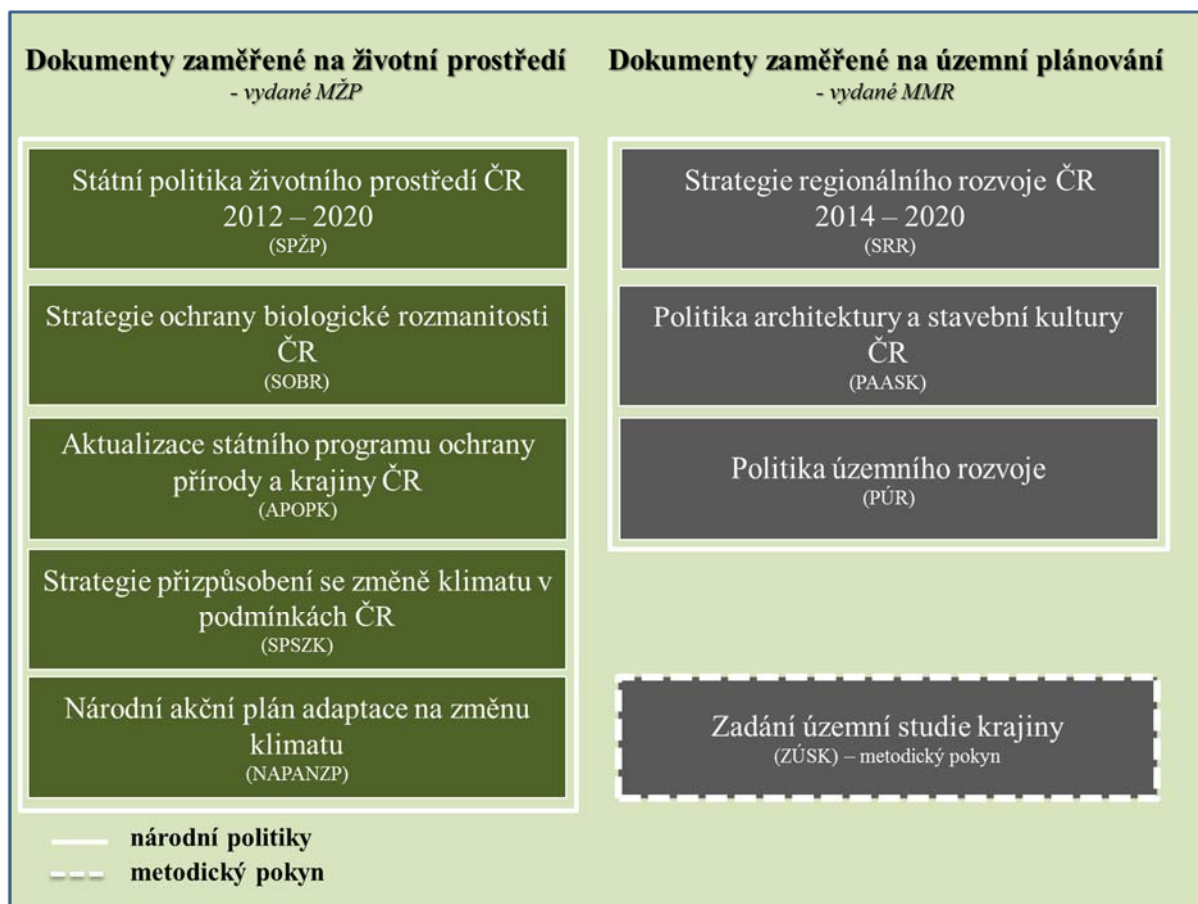 Dokumenty zaměřené na životní prostředí
- vydané MŽP
Státní politika životního prostředí ČR
2012 – 2020
(SPŽP)
Strategie ochrany biologické rozmanitosti
ČR
(SOBR)
Aktualizace státního programu ochrany
přírody a krajiny ČR
(APOPK)
Strategie přizpůsobení se změně klimatu v
podmínkách ČR
(SPSZK)
Národní akční plán adaptace na změnu
klimatu
(NAPANZP)
Dokumenty zaměřené na územní plánování
- vydané MMR
Strategie regionálního rozvoje ČR
2014 – 2020
(SRR)
Politika architektury a stavební kultury
ČR
(PAASK)
Politika územního rozvoje
(PÚR)
Zadání územní studie krajiny
(ZÚSK) – metodický pokyn
národní politiky
metodický pokyn